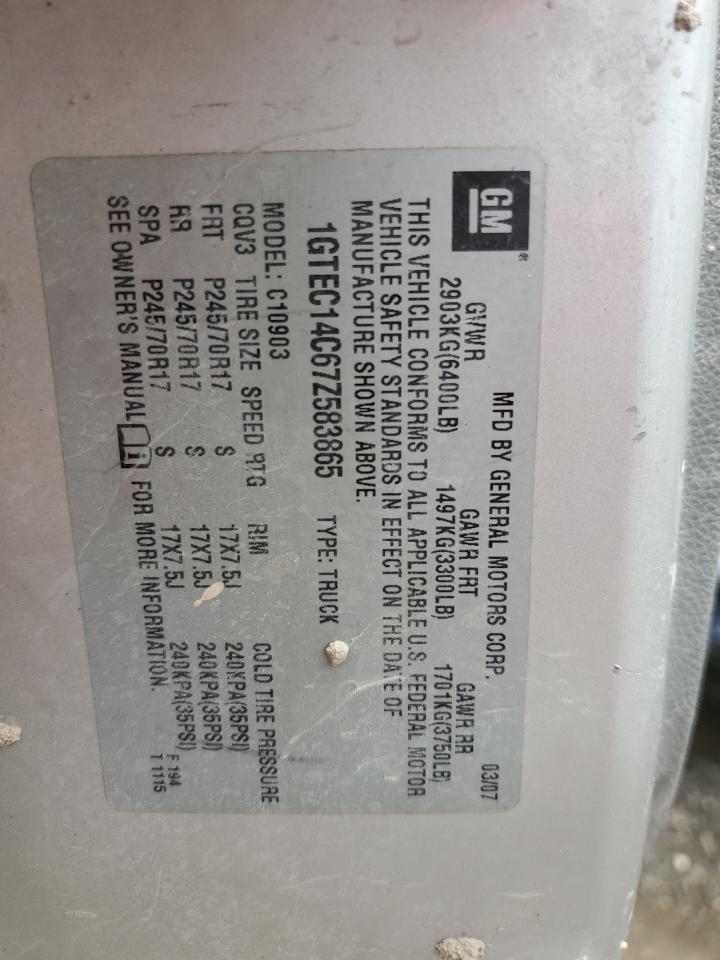 GM®
MFD BY GENERAL MOTORS CORP. 03/07
GVWR GAWR FRT GAWR RR
2903KG(6400LB) 1497KG(3300LB) 1701KG(3750LB)
THIS VEHICLE CONFORMS TO ALL APPLICABLE U.S. FEDERAL MOTOR
VEHICLE SAFETY STANDARDS IN EFFECT ON THE DATE OF
MANUFACTURE SHOWN ABOVE.
1GTEC14C67Z583865 TYPE: TRUCK
MODEL: C10903
CQV3 TIRE SIZE SPEED RTG RIM COLD TIRE PRESSURE
FRT P245/70R17 S 17X7.5J 240KPA(35PSI)
RR P245/70R17 S 17X7.5J 240KPA(35PSI)
SPA P245/70R17 S 17X7.5J 240KPA(35PSI)
SEE OWNER'S MANUAL i FOR MORE INFORMATION.
F 194
T 1115